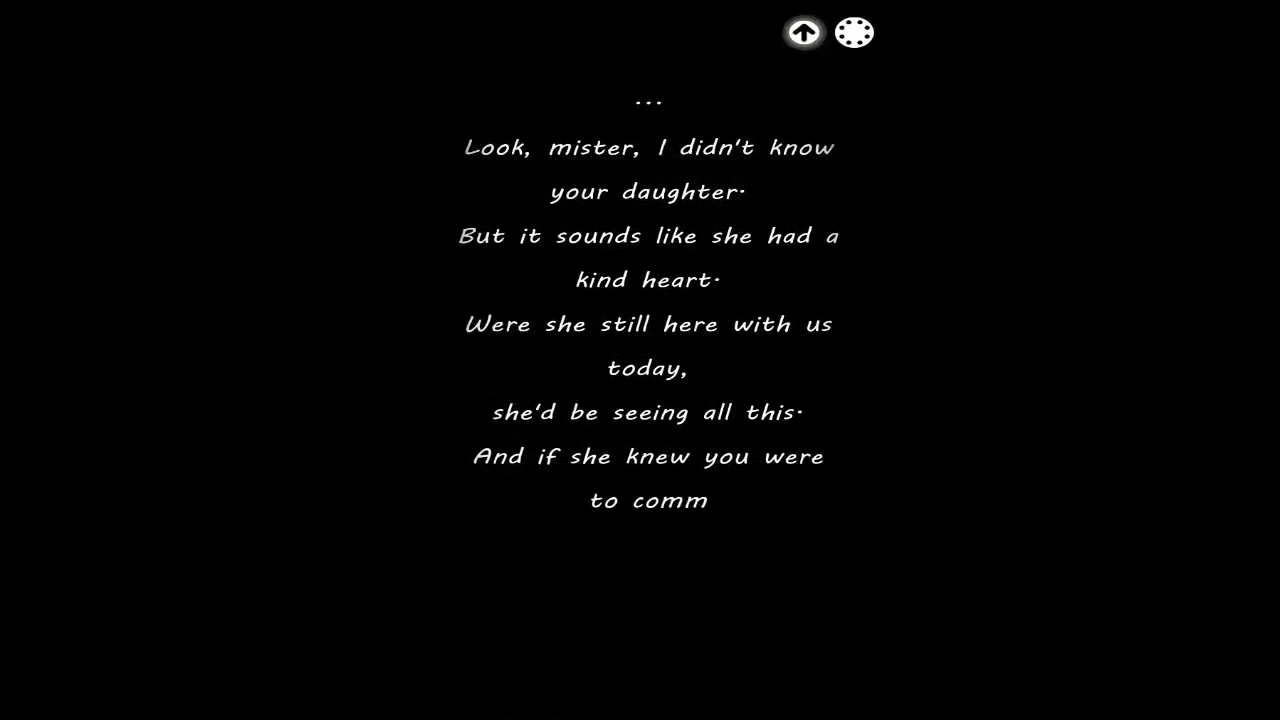 ...
Look, mister, I didn't know
your daughter.
But it sounds like she had a
kind heart.
Were she still here with us
today,
she'd be seeing all this.
And if she knew you were
to comm